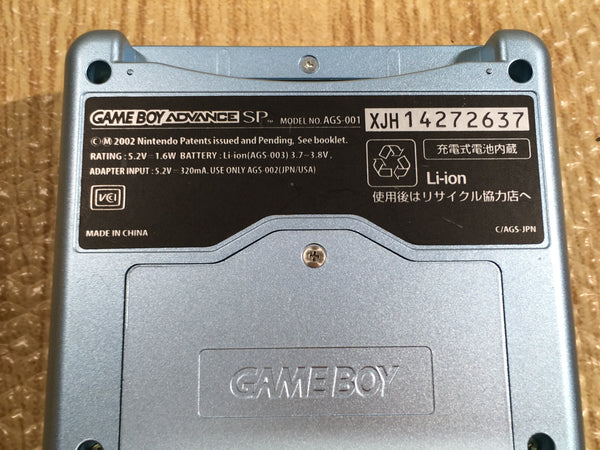 GAME BOY ADVANCE SP™ MODEL NO. AGS-001
XJH14272637
©Ⓜ 2002 Nintendo Patents issued and Pending, See booklet.
RATING : 5.2V⎓1.6W BATTERY : Li-ion(AGS-003) 3.7⎓3.8V,
ADAPTER INPUT : 5.2V⎓320mA. USE ONLY AGS-002(JPN/USA)
VCI
MADE IN CHINA
充電式電池内蔵
Li-ion
使用後はリサイクル協力店へ
C/AGS-JPN
GAME BOY